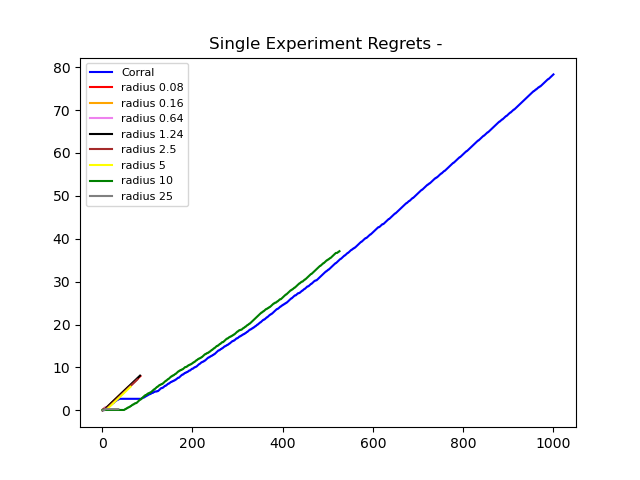 Single Experiment Regrets -
80
70
60
50
40
30
20
10
0
Corral
radius 0.08
radius 0.16
radius 0.64
radius 1.24
radius 2.5
radius 5
radius 10
radius 25
0 200 400 600 800 1000